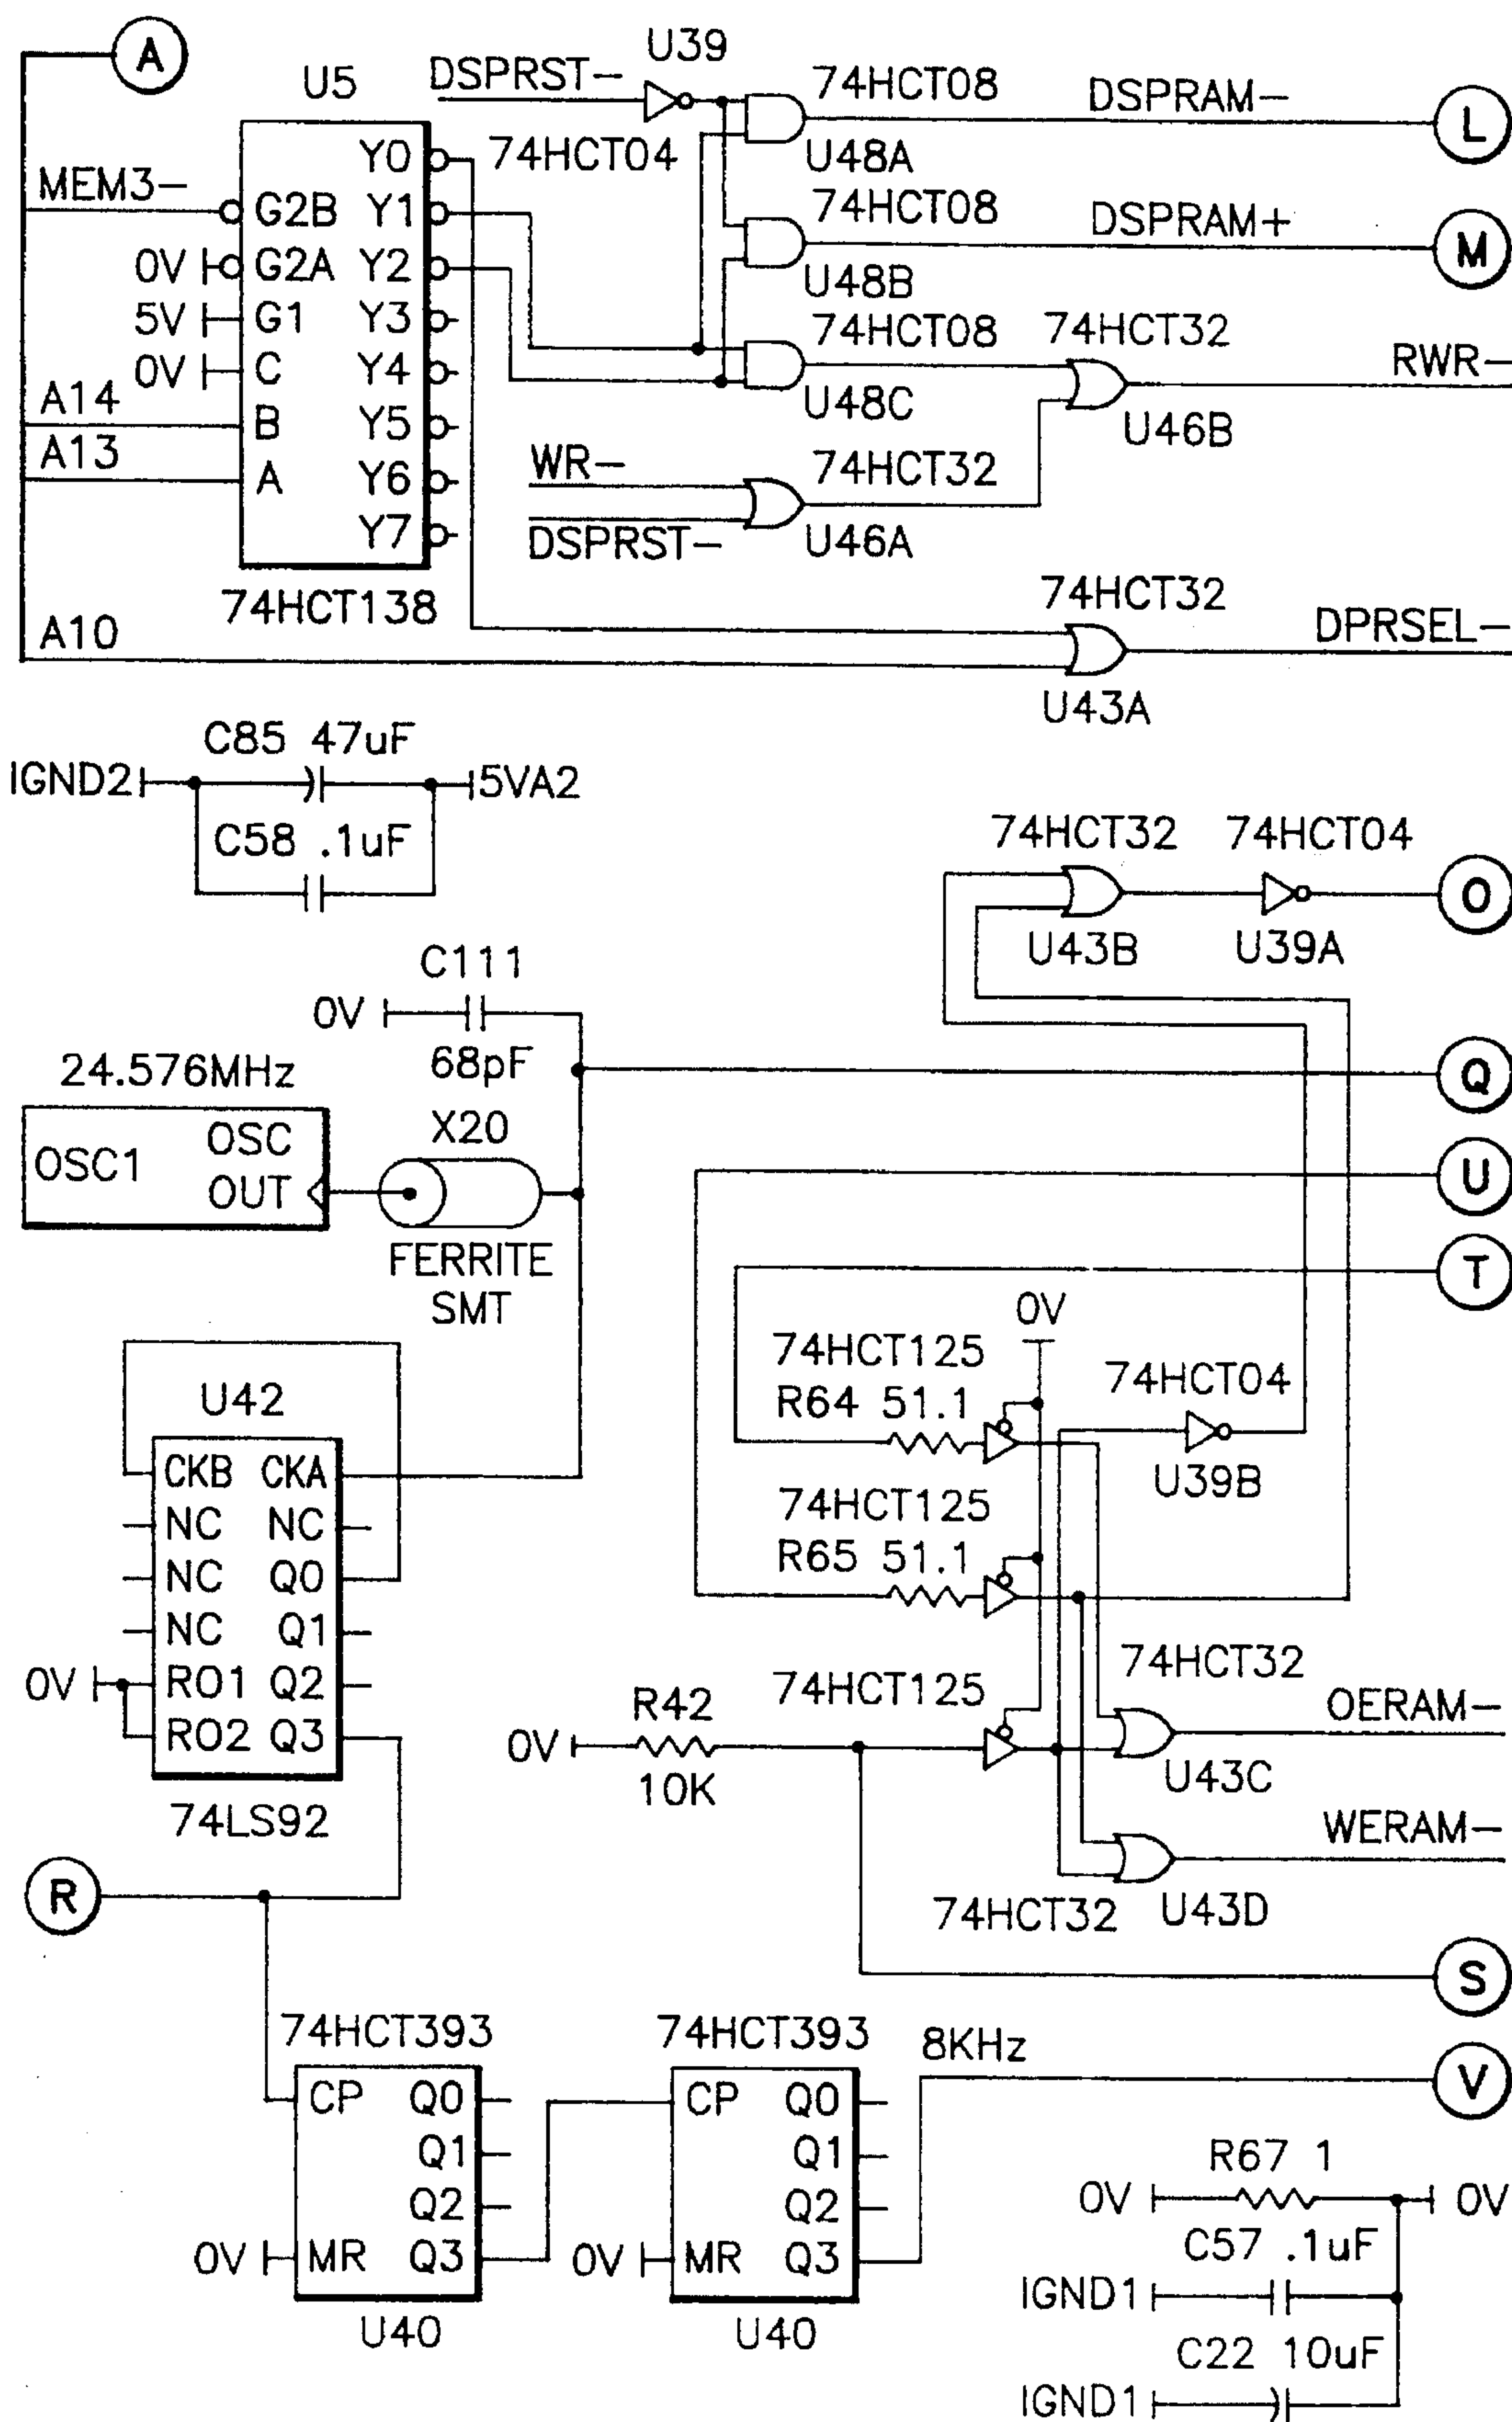 A
U39
DSPRST-
U5
74HCT08
DSPRAM-
L
74HCT04
U48A
Y0
MEM3-
G2B Y1
74HCT08
DSPRAM+
M
0V G2A Y2
U48B
5V G1 Y3
74HCT08
74HCT32
RWR-
0V C Y4
U48C
A14
B Y5
U46B
A13
A Y6
WR-
74HCT32
Y7
DSPRST-
U46A
74HCT138
74HCT32
A10
DPRSEL-
U43A
C85 47uF
IGND2
5VA2
C58 .1uF
74HCT32
74HCT04
O
U43B
U39A
C111
0V
68pF
Q
24.576MHz
OSC1
OSC
OUT
X20
U
FERRITE
SMT
T
0V
74HCT125
R64 51.1
74HCT04
U39B
U42
CKB CKA
NC NC
NC Q0
NC Q1
0V RO1 Q2
RO2 Q3
74LS92
74HCT125
R65 51.1
74HCT32
74HCT125
R42
0V
10K
OERAM-
U43C
WERAM-
74HCT32
U43D
R
S
74HCT393
74HCT393
8KHz
V
CP Q0
Q1
Q2
0V MR Q3
U40
CP Q0
Q1
Q2
0V MR Q3
U40
R67 1
0V
0V
C57 .1uF
IGND1
C22 10uF
IGND1